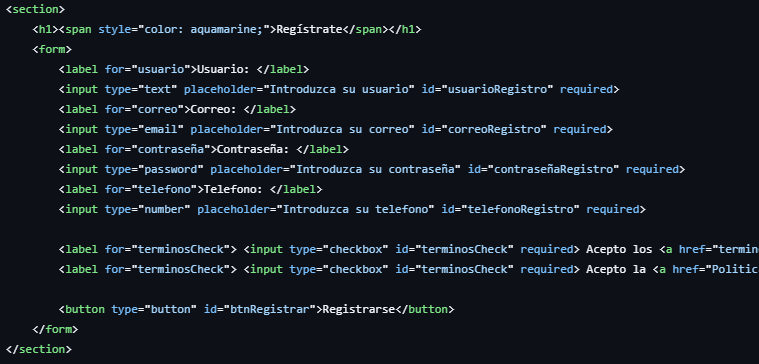 <section>
<h1><span style="color: aquamarine;">Regístrate</span></h1>
<form>
<label for="usuario">Usuario: </label>
<input type="text" placeholder="Introduzca su usuario" id="usuarioRegistro" required>
<label for="correo">Correo: </label>
<input type="email" placeholder="Introduzca su correo" id="correoRegistro" required>
<label for="contraseña">Contraseña: </label>
<input type="password" placeholder="Introduzca su contraseña" id="contraseñaRegistro" required>
<label for="telefono">Telefono: </label>
<input type="number" placeholder="Introduzca su telefono" id="telefonoRegistro" required>
<label for="terminosCheck"> <input type="checkbox" id="terminosCheck" required> Acepto los <a href="termin
<label for="terminosCheck"> <input type="checkbox" id="terminosCheck" required> Acepto la <a href="Politic
<button type="button" id="btnRegistrar">Registrarse</button>
</form>
</section>